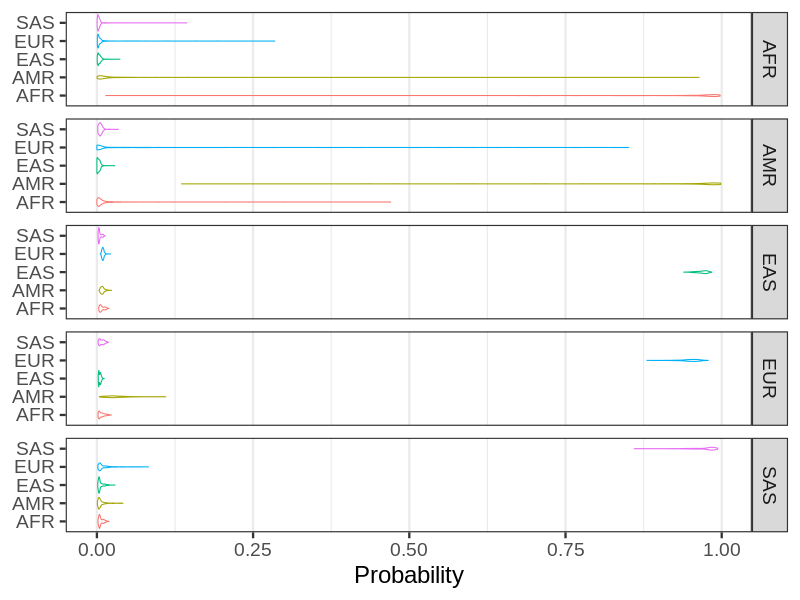 SAS
EUR
EAS
AMR
AFR
AFR
SAS
EUR
EAS
AMR
AFR
AMR
SAS
EUR
EAS
AMR
AFR
EAS
SAS
EUR
EAS
AMR
AFR
EUR
SAS
EUR
EAS
AMR
AFR
SAS
0.00 0.25 0.50 0.75 1.00
Probability